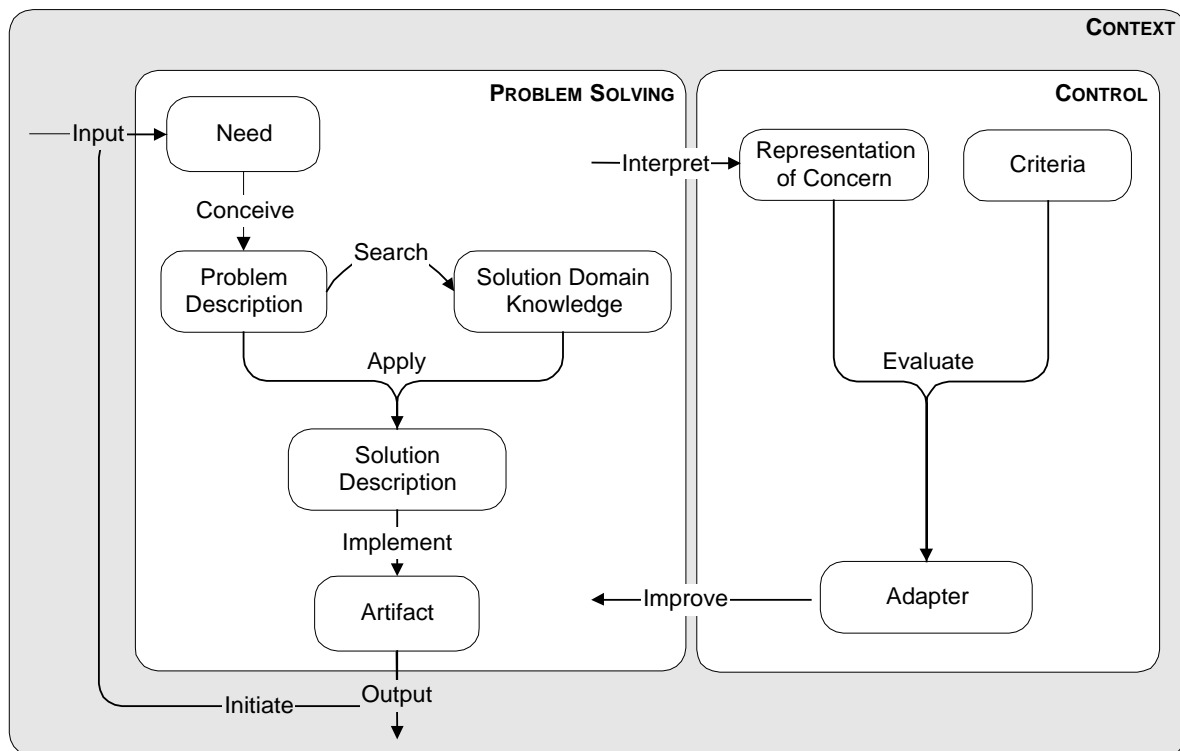 CONTEXT
PROBLEM SOLVING
CONTROL
Input
Need
Interpret
Representation
of Concern
Criteria
Conceive
Search
Problem
Description
Solution Domain
Knowledge
Apply
Evaluate
Solution
Description
Implement
Artifact
Improve
Adapter
Output
Initiate